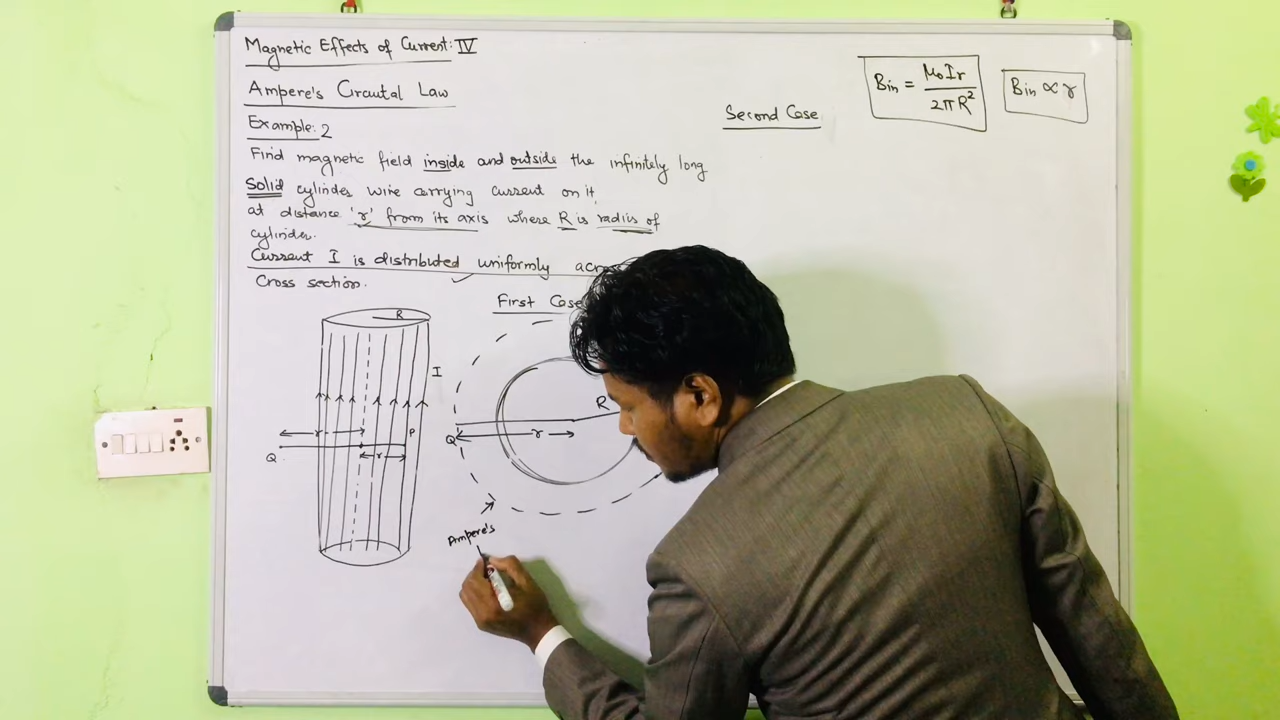 Magnetic Effects of Current: IV
Ampere's Circuital Law
Example: 2
Find magnetic field inside and outside the infinitely long
Solid cylinder wire carrying current on it,
at distance 'r' from its axis where R is radius of
cylinder.
Current I is distributed uniformly
Cross section.
First Case
R
I
P
r
r
Q
R
r
Q
Ampere's
Second Case
Bin = μ₀Ir / 2πR²
Bin ∝ r